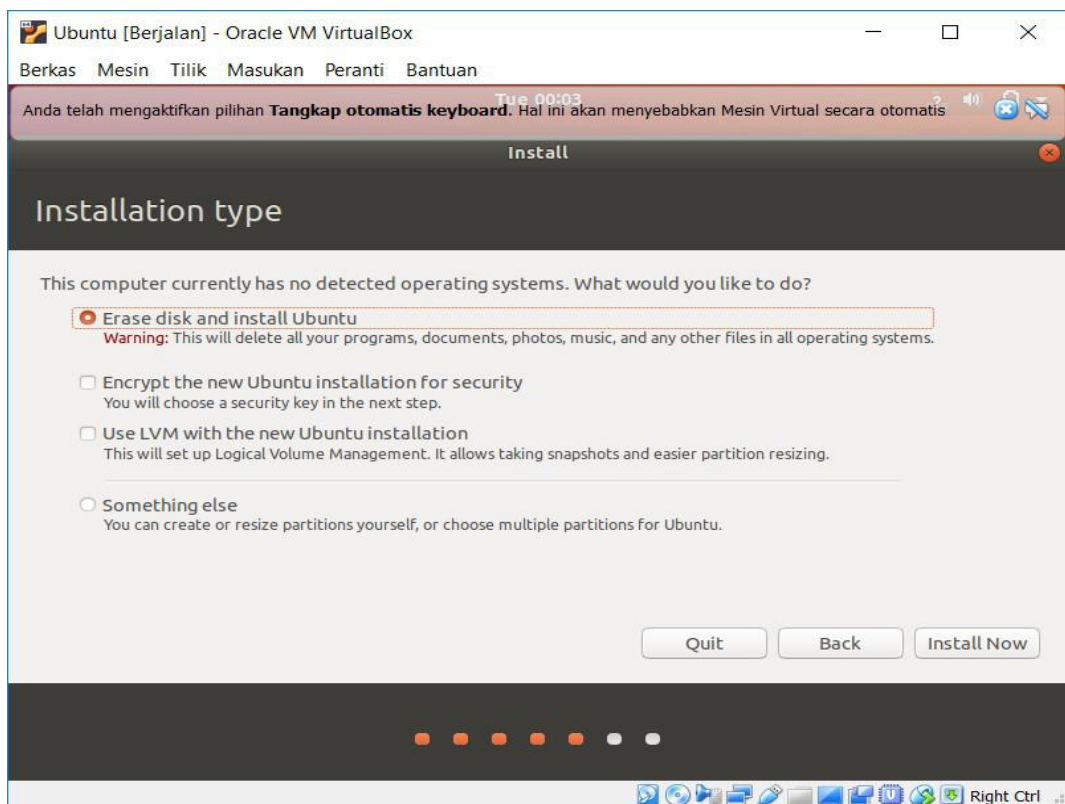 Ubuntu [Berjalan] - Oracle VM VirtualBox
Berkas Mesin Tilik Masukan Peranti Bantuan
Tue 00:03
Anda telah mengaktifkan pilihan Tangkap otomatis keyboard. Hal ini akan menyebabkan Mesin Virtual secara otomatis
Install
Installation type
This computer currently has no detected operating systems. What would you like to do?
Erase disk and install Ubuntu
Warning: This will delete all your programs, documents, photos, music, and any other files in all operating systems.
Encrypt the new Ubuntu installation for security
You will choose a security key in the next step.
Use LVM with the new Ubuntu installation
This will set up Logical Volume Management. It allows taking snapshots and easier partition resizing.
Something else
You can create or resize partitions yourself, or choose multiple partitions for Ubuntu.
Quit Back Install Now
Right Ctrl